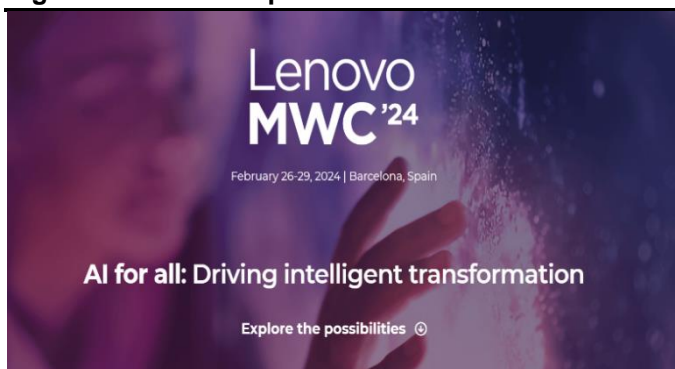 Lenovo
MWC '24
February 26-29, 2024 | Barcelona, Spain
AI for all: Driving intelligent transformation
Explore the possibilities